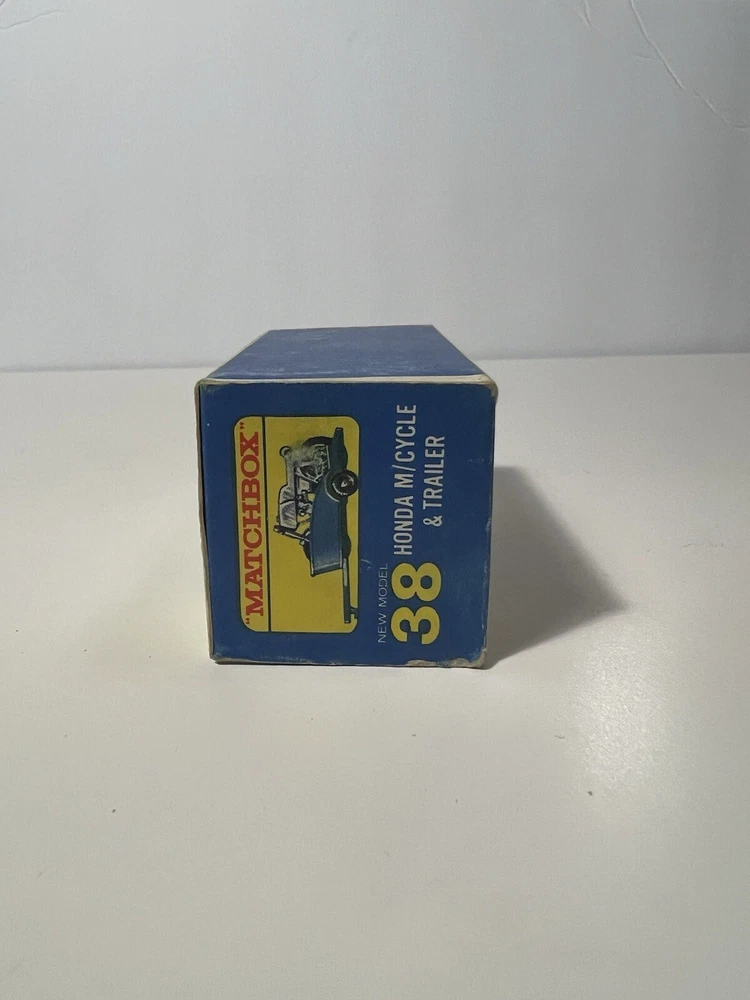 "MATCHBOX"
NEW MODEL
38
HONDA M/CYCLE
& TRAILER